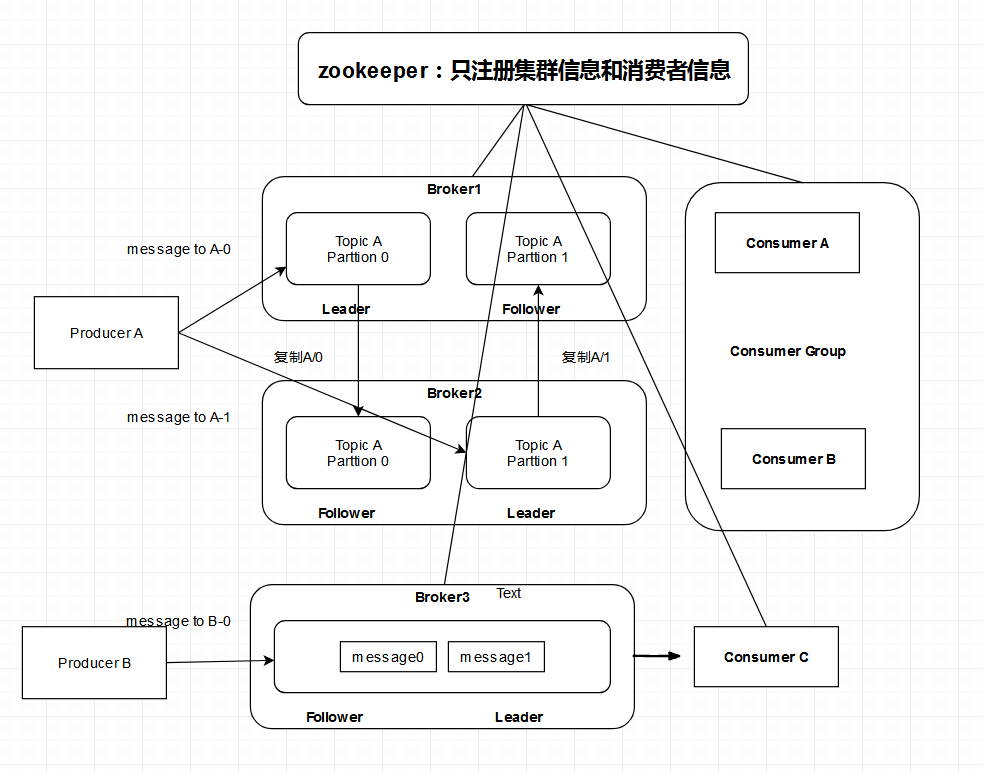 zookeeper：只注册集群信息和消费者信息
Broker1
Topic A
Parttion 0
Topic A
Parttion 1
Leader
Follower
message to A-0
Producer A
复制A/0
复制A/1
message to A-1
Broker2
Topic A
Parttion 0
Topic A
Parttion 1
Follower
Leader
Consumer A
Consumer Group
Consumer B
Broker3
Text
message to B-0
Producer B
message0
message1
Follower
Leader
Consumer C